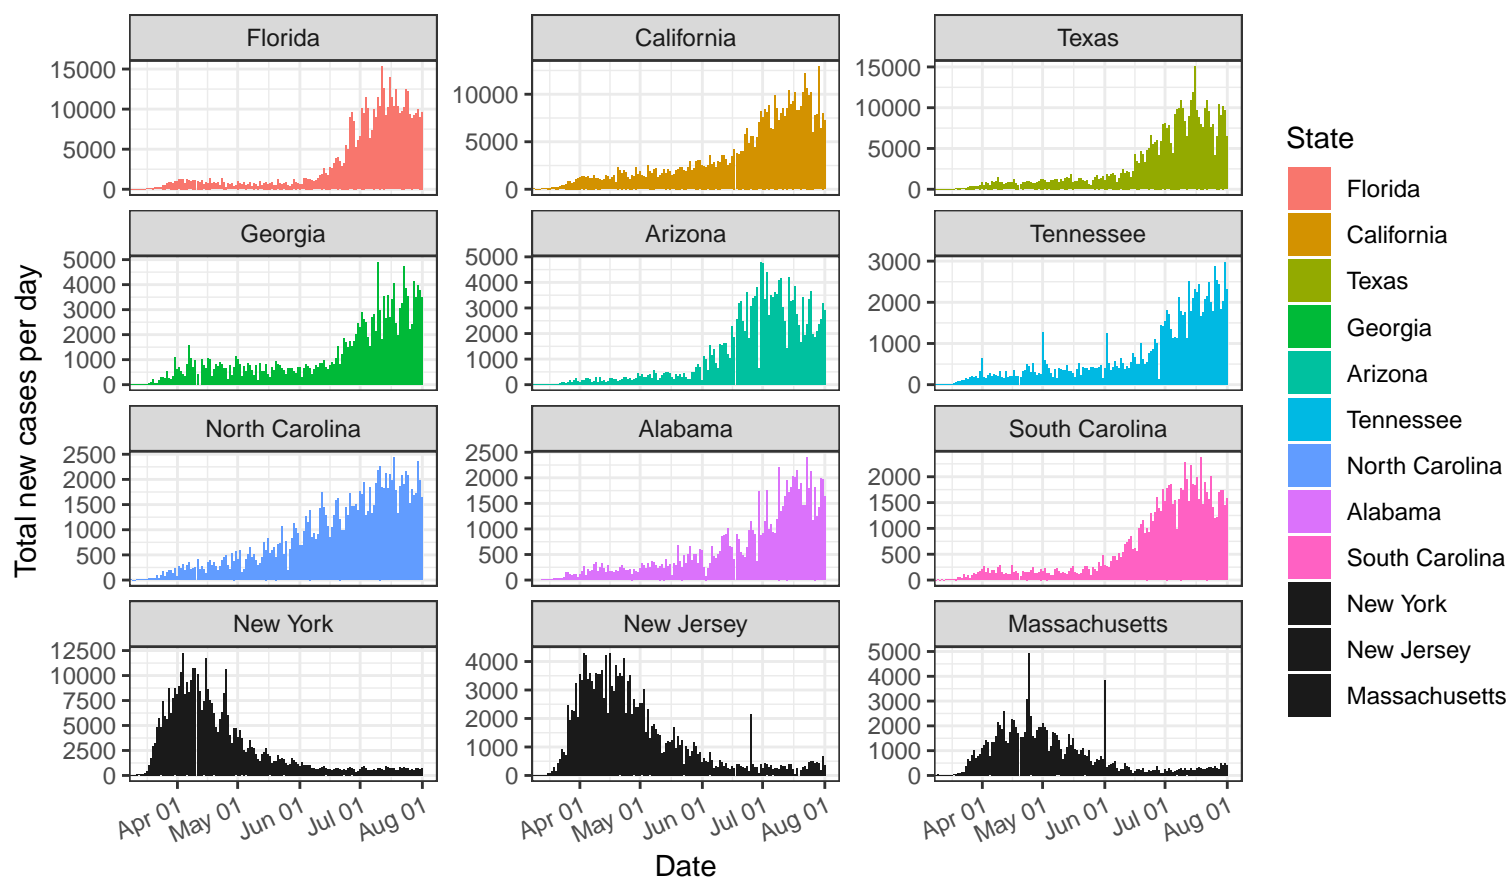 Florida
California
Texas
15000
10000
5000
0
10000
5000
0
15000
10000
5000
0
Georgia
Arizona
Tennessee
5000
4000
3000
2000
1000
0
5000
4000
3000
2000
1000
0
3000
2000
1000
0
North Carolina
Alabama
South Carolina
2500
2000
1500
1000
500
0
2500
2000
1500
1000
500
0
2000
1500
1000
500
0
New York
New Jersey
Massachusetts
12500
10000
7500
5000
2500
0
4000
3000
2000
1000
0
5000
4000
3000
2000
1000
0
Apr 01
May 01
Jun 01
Jul 01
Aug 01
Apr 01
May 01
Jun 01
Jul 01
Aug 01
Apr 01
May 01
Jun 01
Jul 01
Aug 01
Date
Total new cases per day
State
Florida
California
Texas
Georgia
Arizona
Tennessee
North Carolina
Alabama
South Carolina
New York
New Jersey
Massachusetts